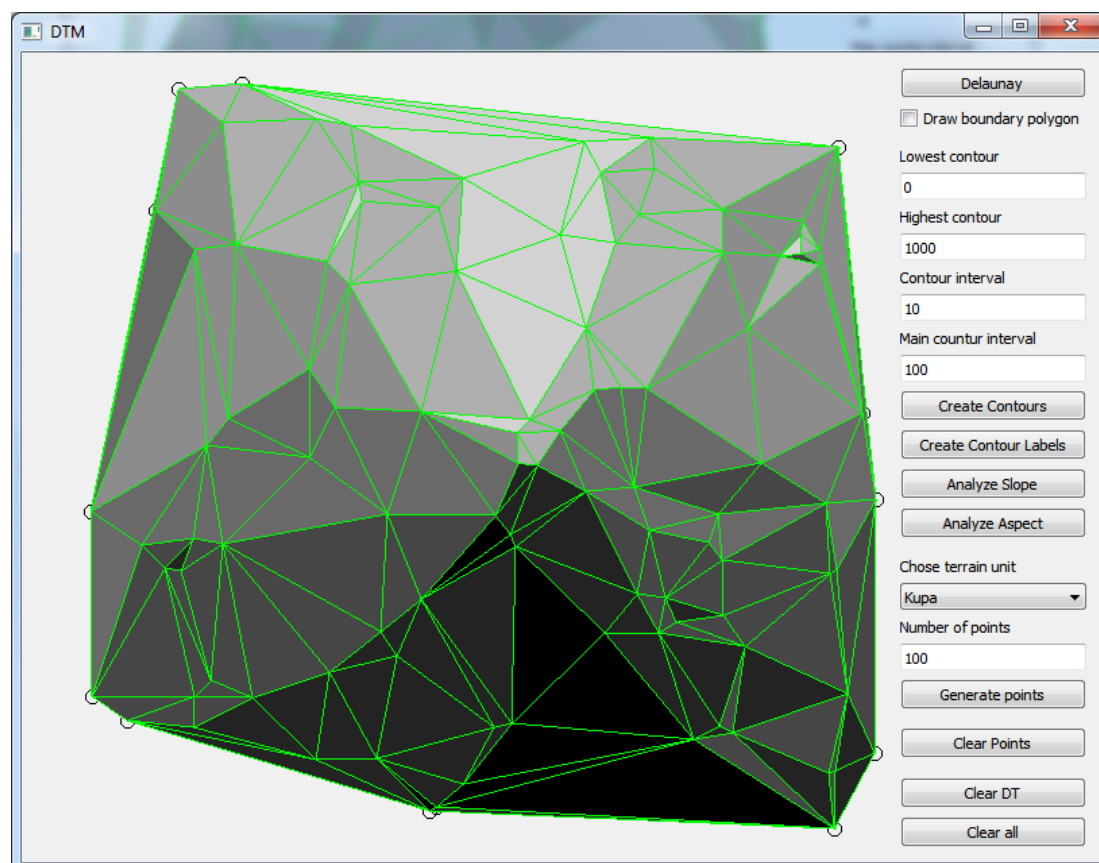 DTM
Delaunay
Draw boundary polygon
Lowest contour
0
Highest contour
1000
Contour interval
10
Main countur interval
100
Create Contours
Create Contour Labels
Analyze Slope
Analyze Aspect
Chose terrain unit
Kupa
Number of points
100
Generate points
Clear Points
Clear DT
Clear all